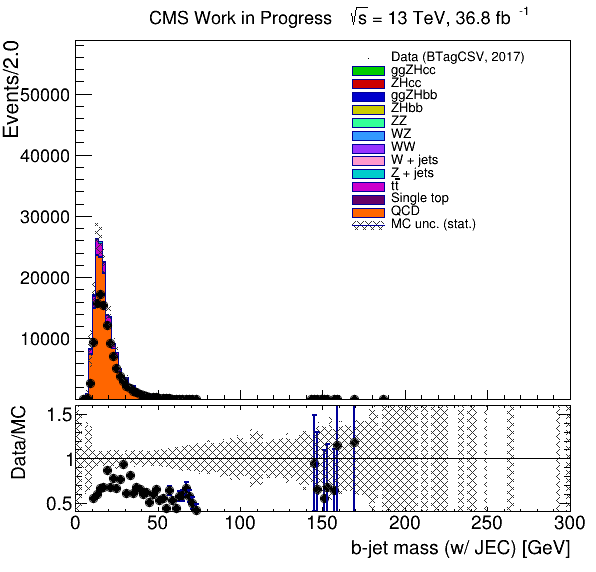 CMS Work in Progress √s = 13 TeV, 36.8 fb -1
Events/2.0
50000
40000
30000
20000
10000
Data (BTagCSV, 2017)
ggZHcc
ZHcc
ggZHbb
ZHbb
ZZ
WZ
WW
W + jets
Z + jets
tt̅
Single top
QCD
MC unc. (stat.)
Data/MC
1.5
1
0.5
0 50 100 150 200 250 300
b-jet mass (w/ JEC) [GeV]